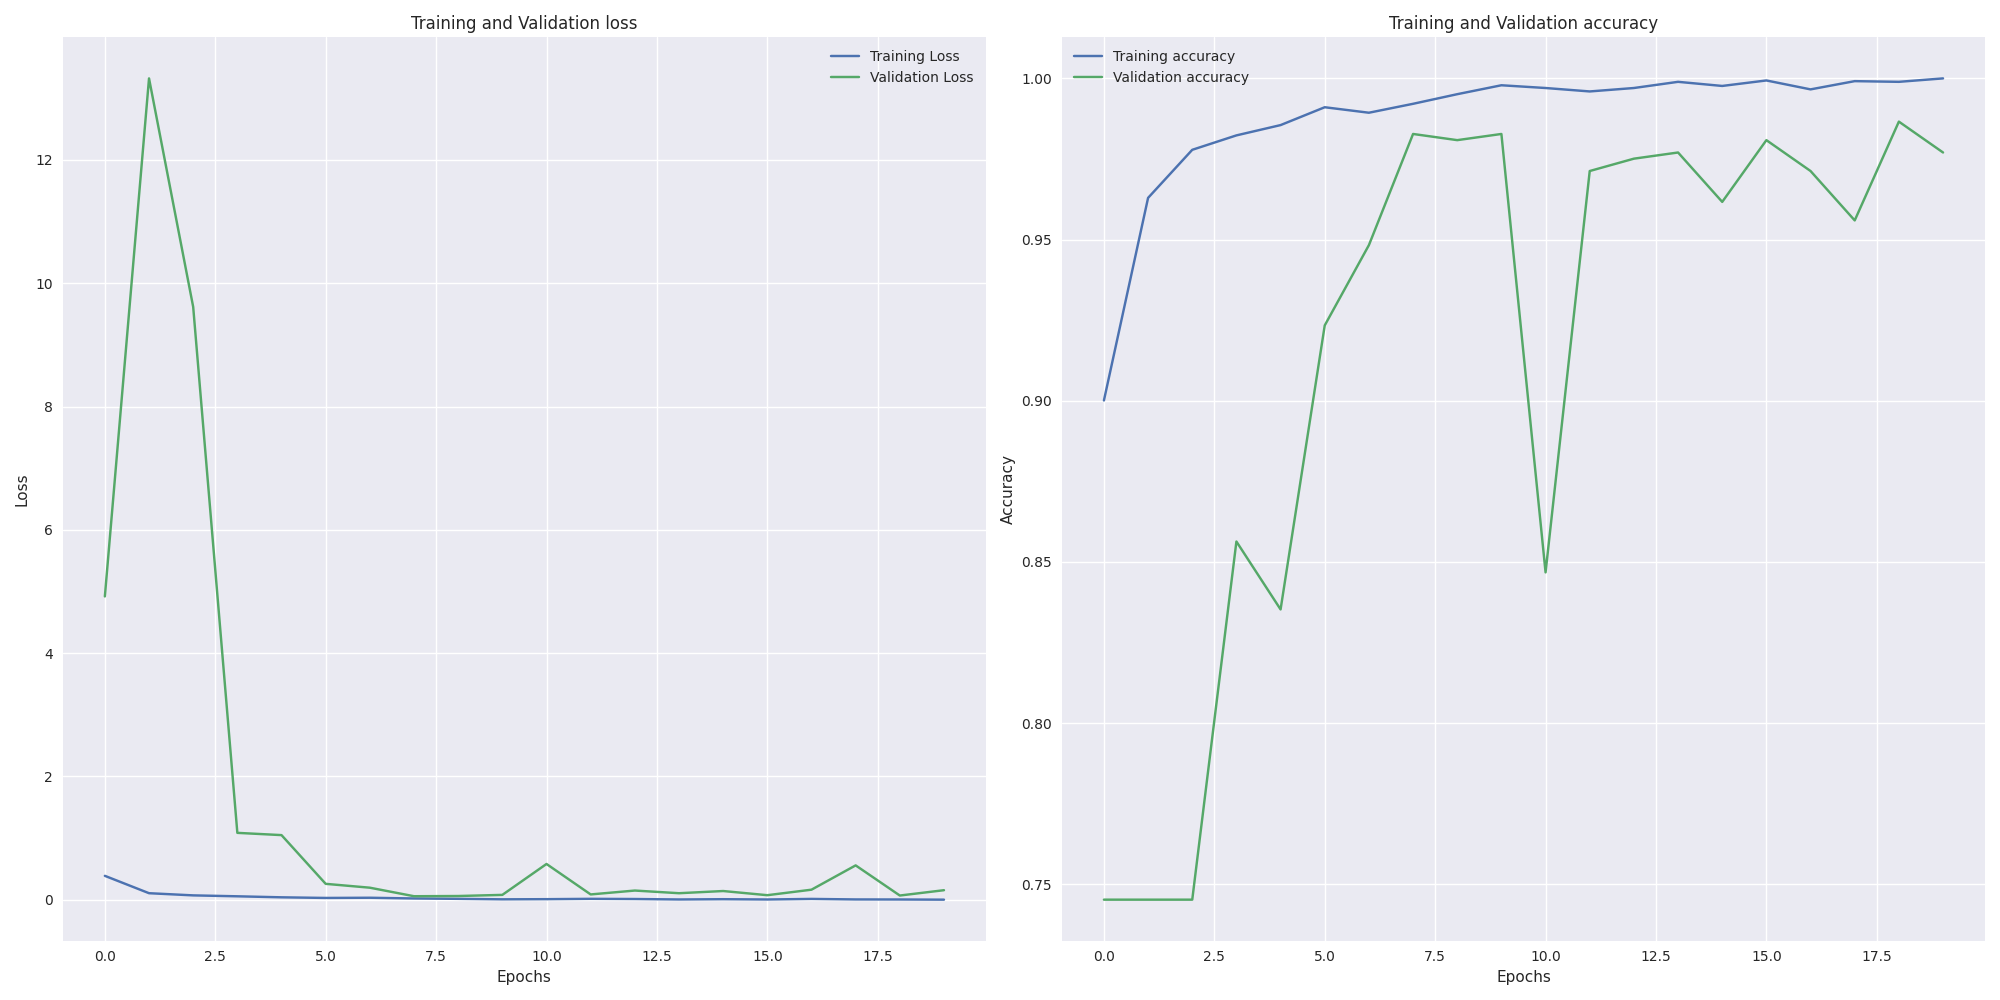 Training and Validation loss
Training Loss
Validation Loss
12
10
8
6
4
2
0
Loss
0.0 2.5 5.0 7.5 10.0 12.5 15.0 17.5
Epochs
Training and Validation accuracy
Training accuracy
Validation accuracy
1.00
0.95
0.90
0.85
0.80
0.75
Accuracy
0.0 2.5 5.0 7.5 10.0 12.5 15.0 17.5
Epochs